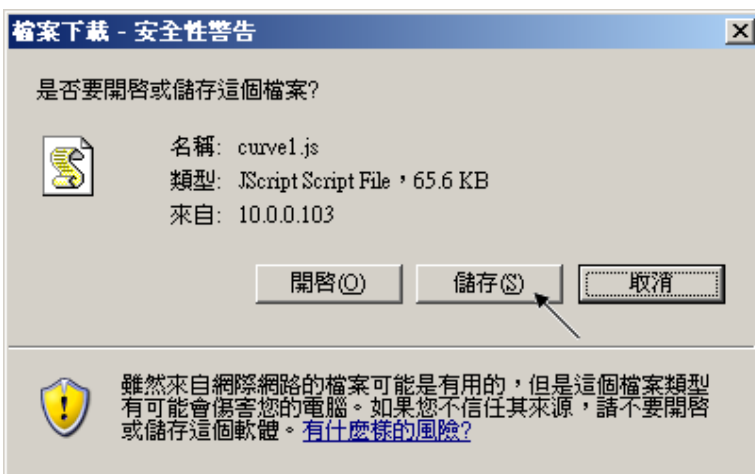 檔案下載 - 安全性警告
是否要開啓或儲存這個檔案?
名稱: curve1.js
類型: JScript Script File，65.6 KB
來自: 10.0.0.103
開啓(O) 儲存(S) 取消
雖然來自網際網路的檔案可能是有用的，但是這個檔案類型
有可能會傷害您的電腦。如果您不信任其來源，請不要開啓
或儲存這個軟體。有什麼樣的風險?